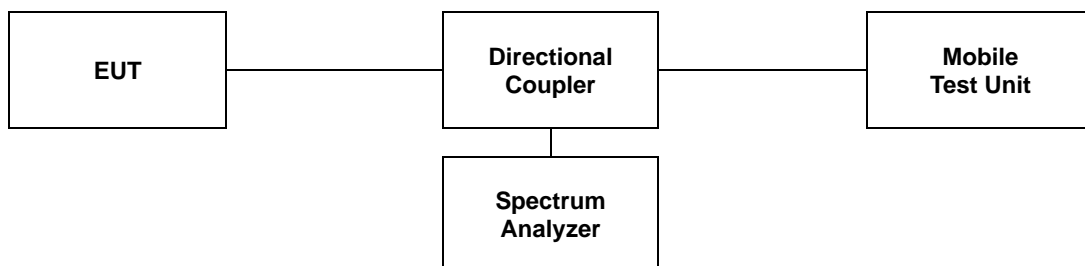 EUT
Directional
Coupler
Mobile
Test Unit
Spectrum
Analyzer